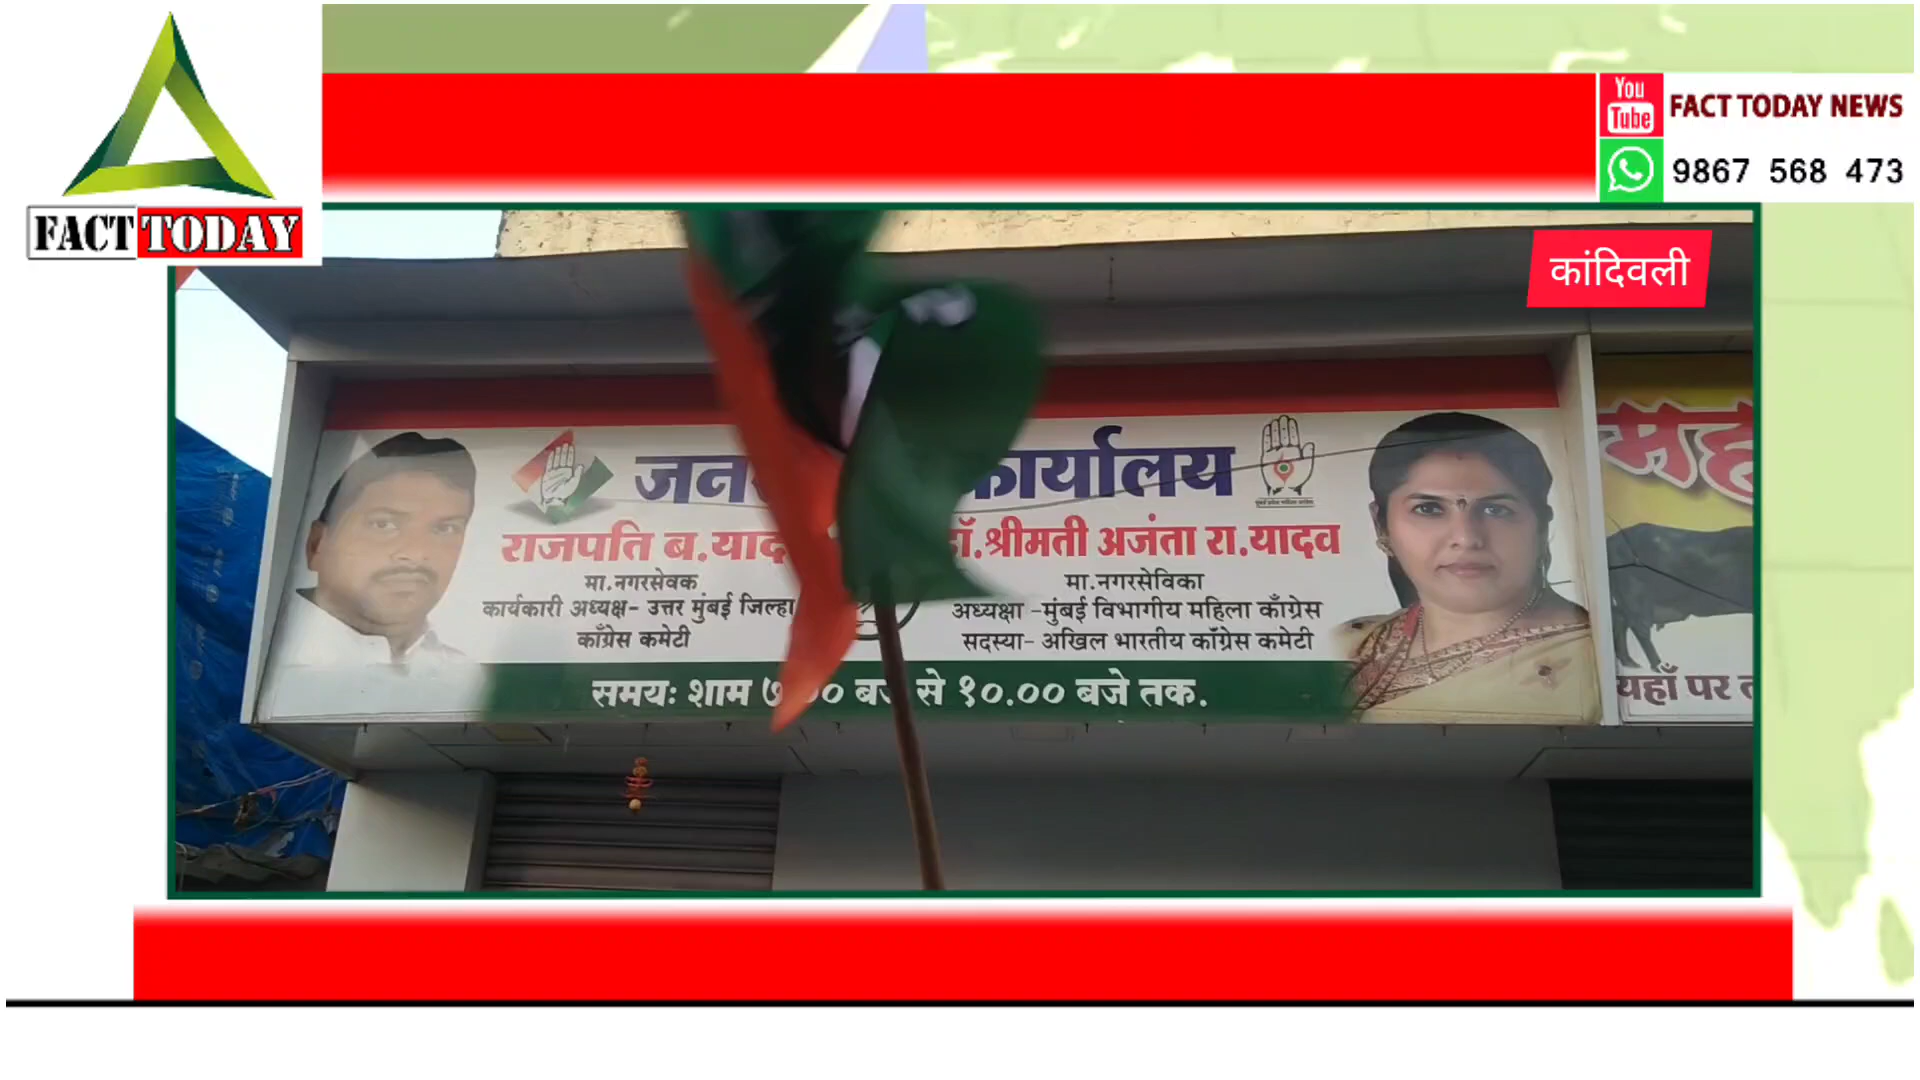 FACT TODAY
You
Tube
FACT TODAY NEWS
9867 568 473
कांदिवली
कार्यालय
राजपति ब.
डॉ.श्रीमती अजंता रा.यादव
मा.नगरसेवक
कार्यकारी अध्यक्ष- उत्तर मुंबई जिल्हा
काँग्रेस कमेटी
मा.नगरसेविका
अध्यक्षा -मुंबई विभागीय महिला काँग्रेस
सदस्या- अखिल भारतीय काँग्रेस कमेटी
समयः शाम से १०.०० बजे तक.
यहाँ पर